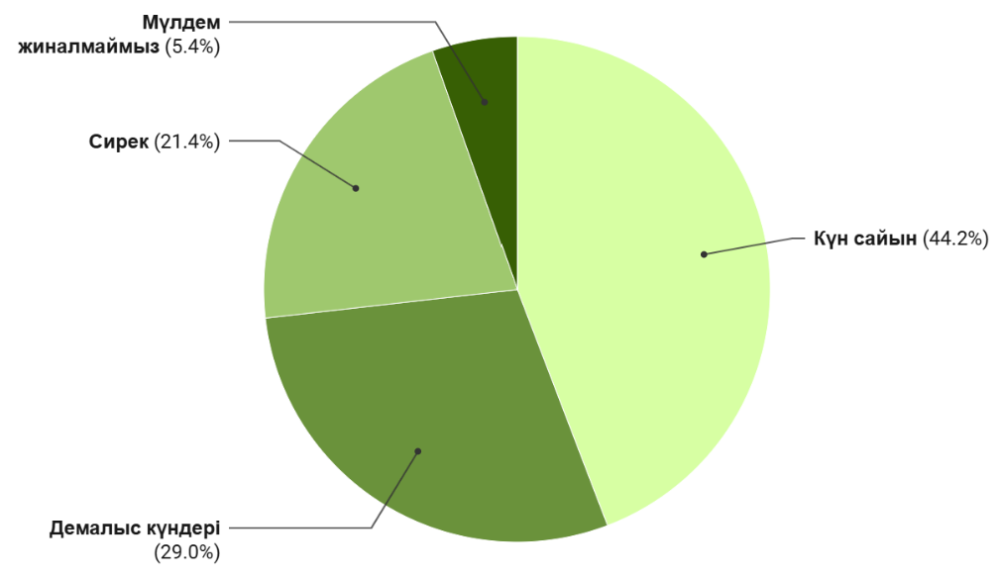 Мүлдем
жиналмаймыз (5.4%)
Сирек (21.4%)
Күн сайын (44.2%)
Демалыс күндері
(29.0%)